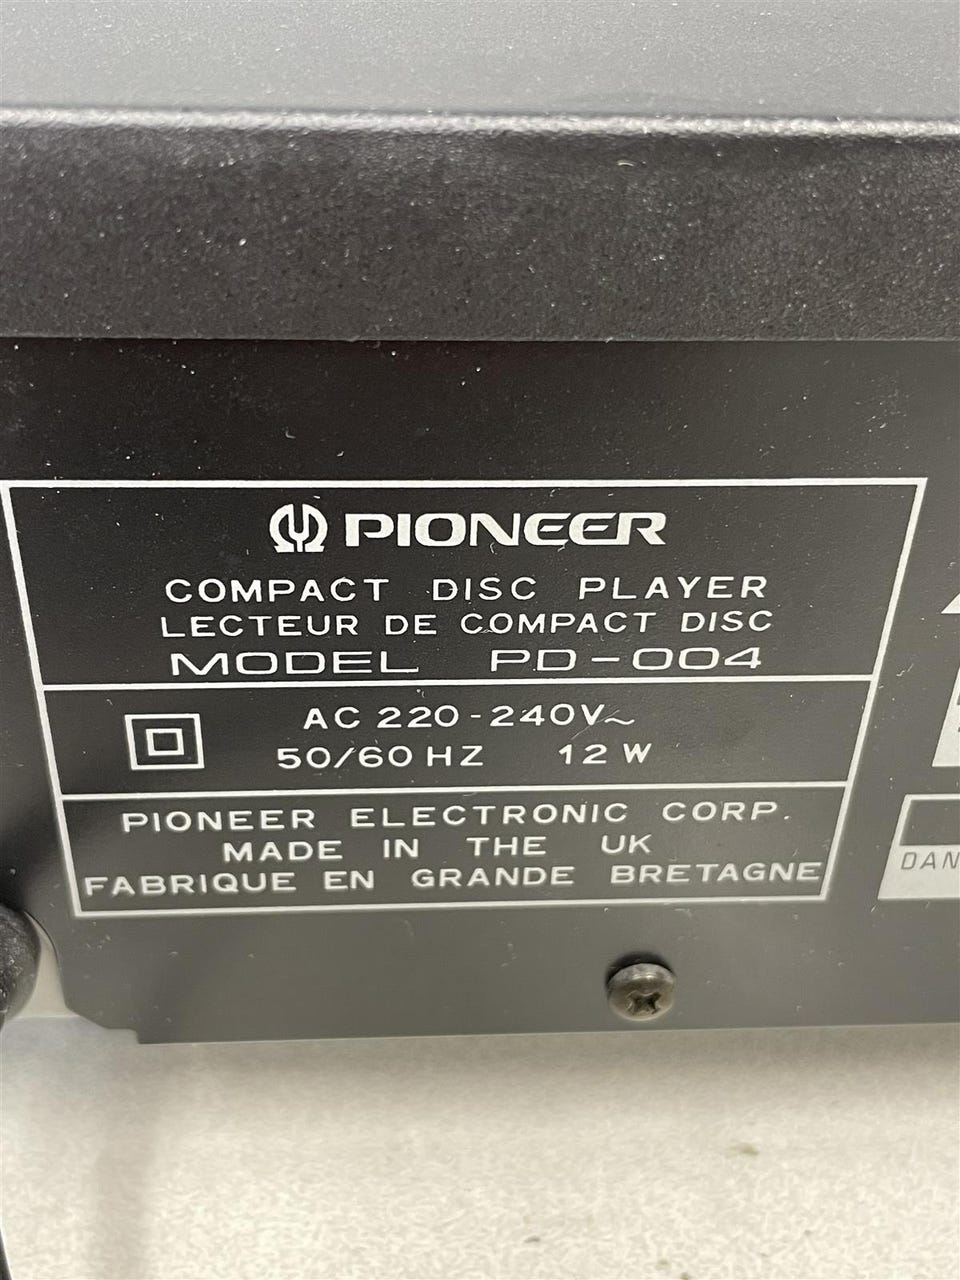 PIONEER
COMPACT DISC PLAYER
LECTEUR DE COMPACT DISC
MODEL PD-004
AC 220-240V~
50/60 HZ 12 W
PIONEER ELECTRONIC CORP.
MADE IN THE UK
FABRIQUE EN GRANDE BRETAGNE
DAN